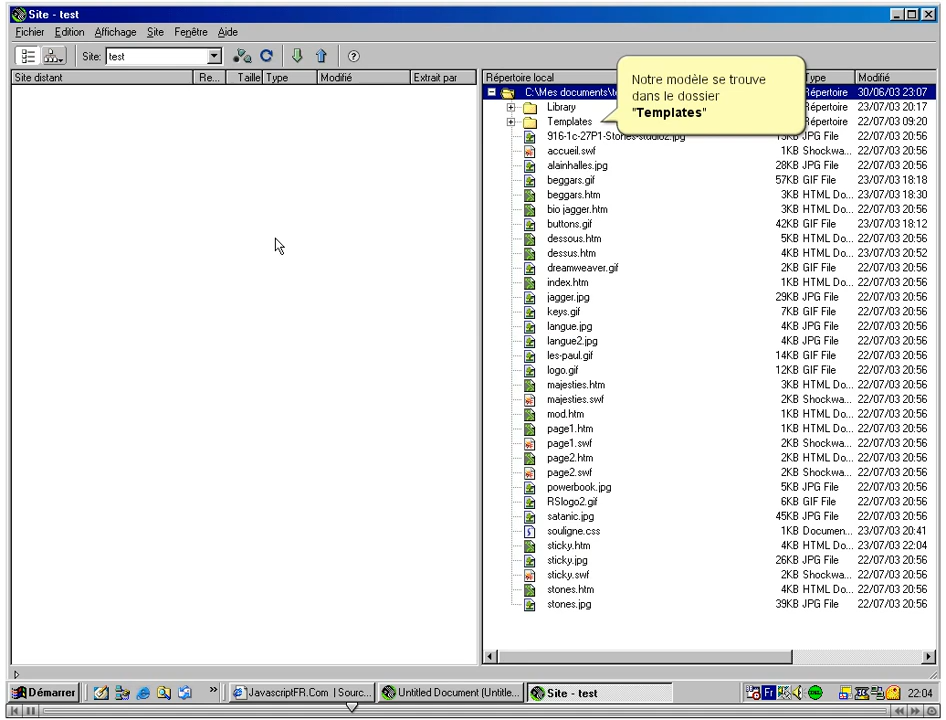 Site - test
Fichier Edition Affichage Site Fenêtre Aide
Site: test
Site distant Re... Taille Type Modifié Extrait par
Répertoire local Type Modifié
C:\Mes documents\te Répertoire 30/06/03 23:07
Library Répertoire 23/07/03 20:17
Templates Répertoire 22/07/03 09:20
Notre modèle se trouve
dans le dossier
"Templates"
916-1c-27P1-Stones-studio2.jpg 13KB JPG File 22/07/03 20:56
accueil.swf 1KB Shockwa... 22/07/03 20:56
alainhalles.jpg 28KB JPG File 22/07/03 20:56
beggars.gif 57KB GIF File 23/07/03 18:18
beggars.htm 3KB HTML Do... 23/07/03 18:30
bio jagger.htm 3KB HTML Do... 22/07/03 20:56
buttons.gif 42KB GIF File 23/07/03 18:12
dessous.htm 5KB HTML Do... 22/07/03 20:56
dessus.htm 4KB HTML Do... 23/07/03 20:52
dreamweaver.gif 2KB GIF File 22/07/03 20:56
index.htm 1KB HTML Do... 22/07/03 20:56
jagger.jpg 29KB JPG File 22/07/03 20:56
keys.gif 7KB GIF File 22/07/03 20:56
langue.jpg 4KB JPG File 22/07/03 20:56
langue2.jpg 4KB JPG File 22/07/03 20:56
les-paul.gif 14KB GIF File 22/07/03 20:56
logo.gif 12KB GIF File 22/07/03 20:56
majesties.htm 3KB HTML Do... 22/07/03 20:56
majesties.swf 2KB Shockwa... 22/07/03 20:56
mod.htm 1KB HTML Do... 22/07/03 20:56
page1.htm 1KB HTML Do... 22/07/03 20:56
page1.swf 2KB Shockwa... 22/07/03 20:56
page2.htm 2KB HTML Do... 22/07/03 20:56
page2.swf 2KB Shockwa... 22/07/03 20:56
powerbook.jpg 5KB JPG File 22/07/03 20:56
RSlogo2.gif 6KB GIF File 22/07/03 20:56
satanic.jpg 45KB JPG File 22/07/03 20:56
souligne.css 1KB Documen... 23/07/03 20:41
sticky.htm 4KB HTML Do... 23/07/03 22:04
sticky.jpg 26KB JPG File 22/07/03 20:56
sticky.swf 2KB Shockwa... 22/07/03 20:56
stones.htm 4KB HTML Do... 22/07/03 20:56
stones.jpg 39KB JPG File 22/07/03 20:56
Démarrer JavascriptFR.Com | Sourc... Untitled Document (Untitle... Site - test Fr 22:04